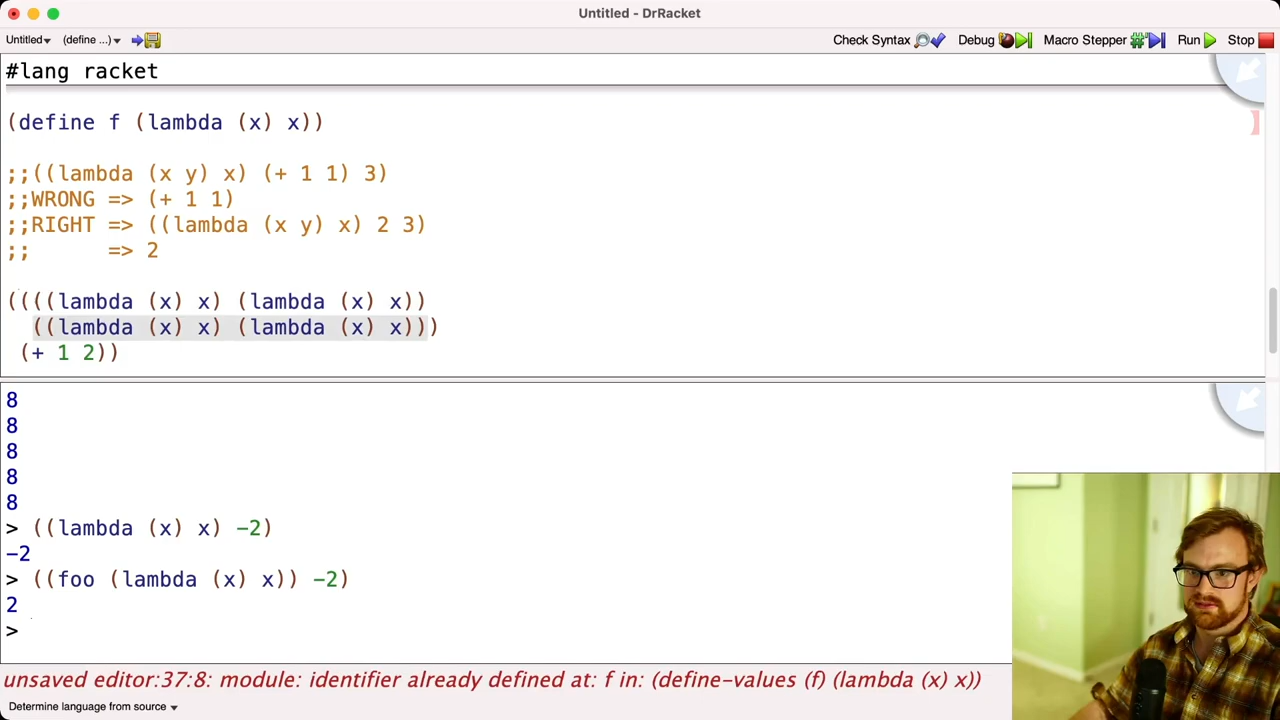 Untitled - DrRacket
Untitled (define ...) Check Syntax Debug Macro Stepper Run Stop
#lang racket
(define f (lambda (x) x))
;;((lambda (x y) x) (+ 1 1) 3)
;;WRONG => (+ 1 1)
;;RIGHT => ((lambda (x y) x) 2 3)
;;      => 2
((((lambda (x) x) (lambda (x) x))
  ((lambda (x) x) (lambda (x) x)))
 (+ 1 2))
8
8
8
8
8
> ((lambda (x) x) -2)
-2
> ((foo (lambda (x) x)) -2)
2
>
unsaved editor:37:8: module: identifier already defined at: f in: (define-values (f) (lambda (x) x))
Determine language from source